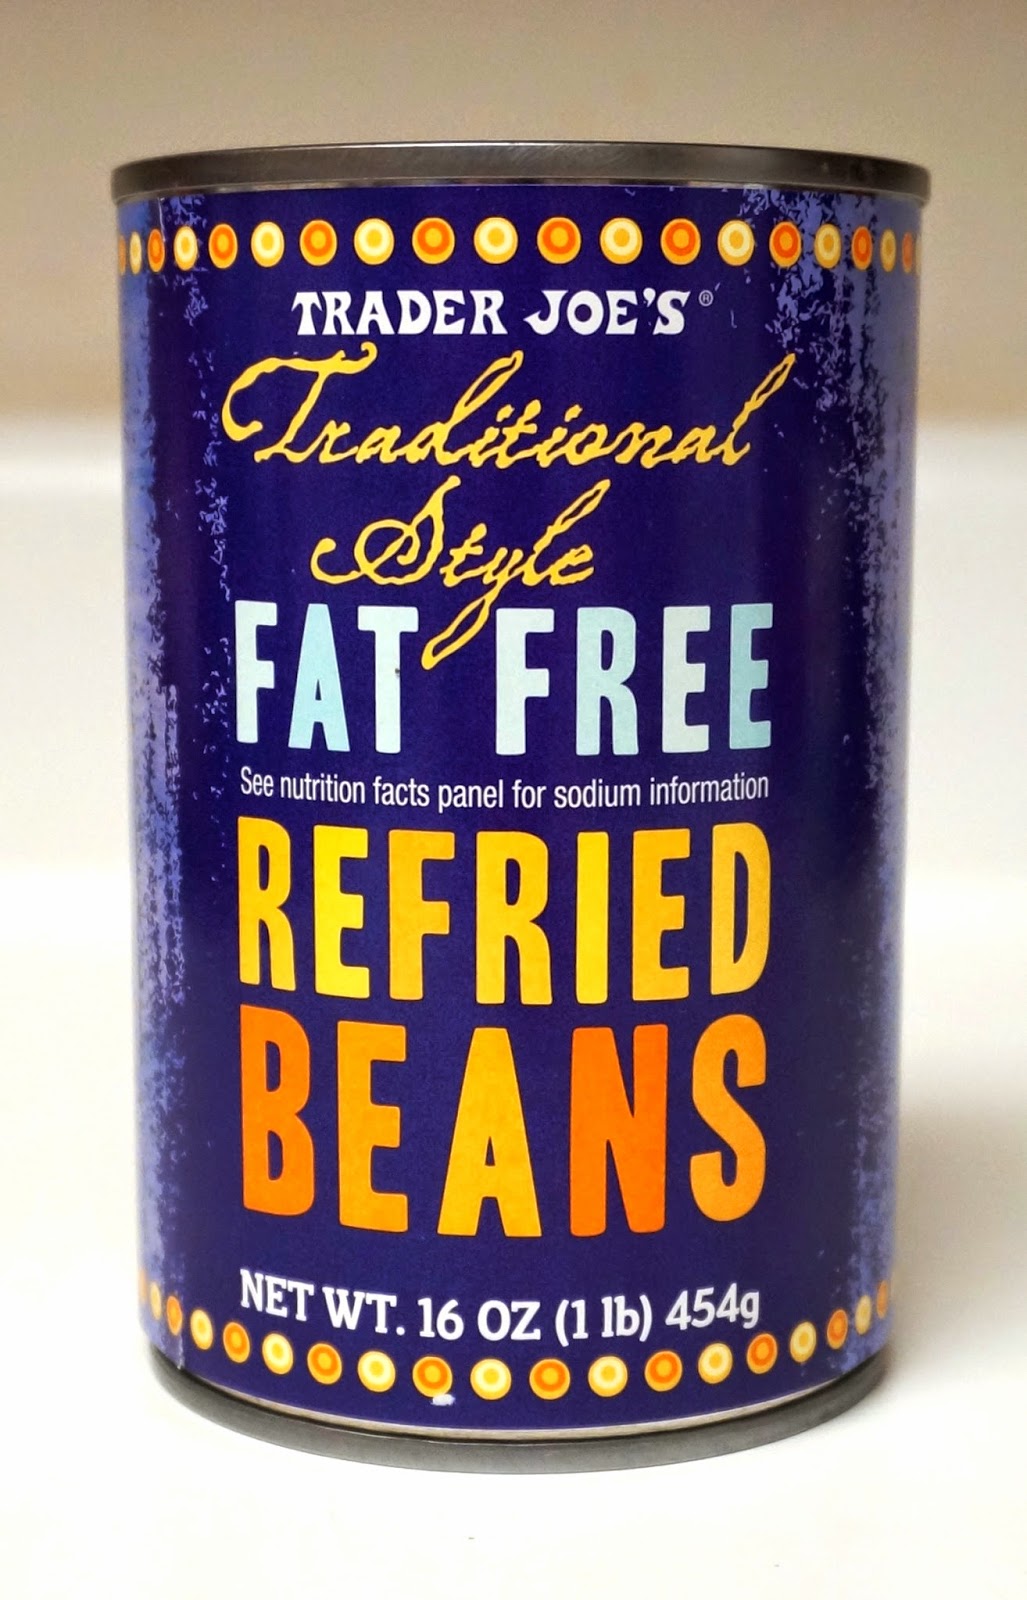 TRADER JOE'S®
Traditional
Style
FAT FREE
See nutrition facts panel for sodium information
REFRIED
BEANS
NET WT. 16 OZ (1 lb) 454g